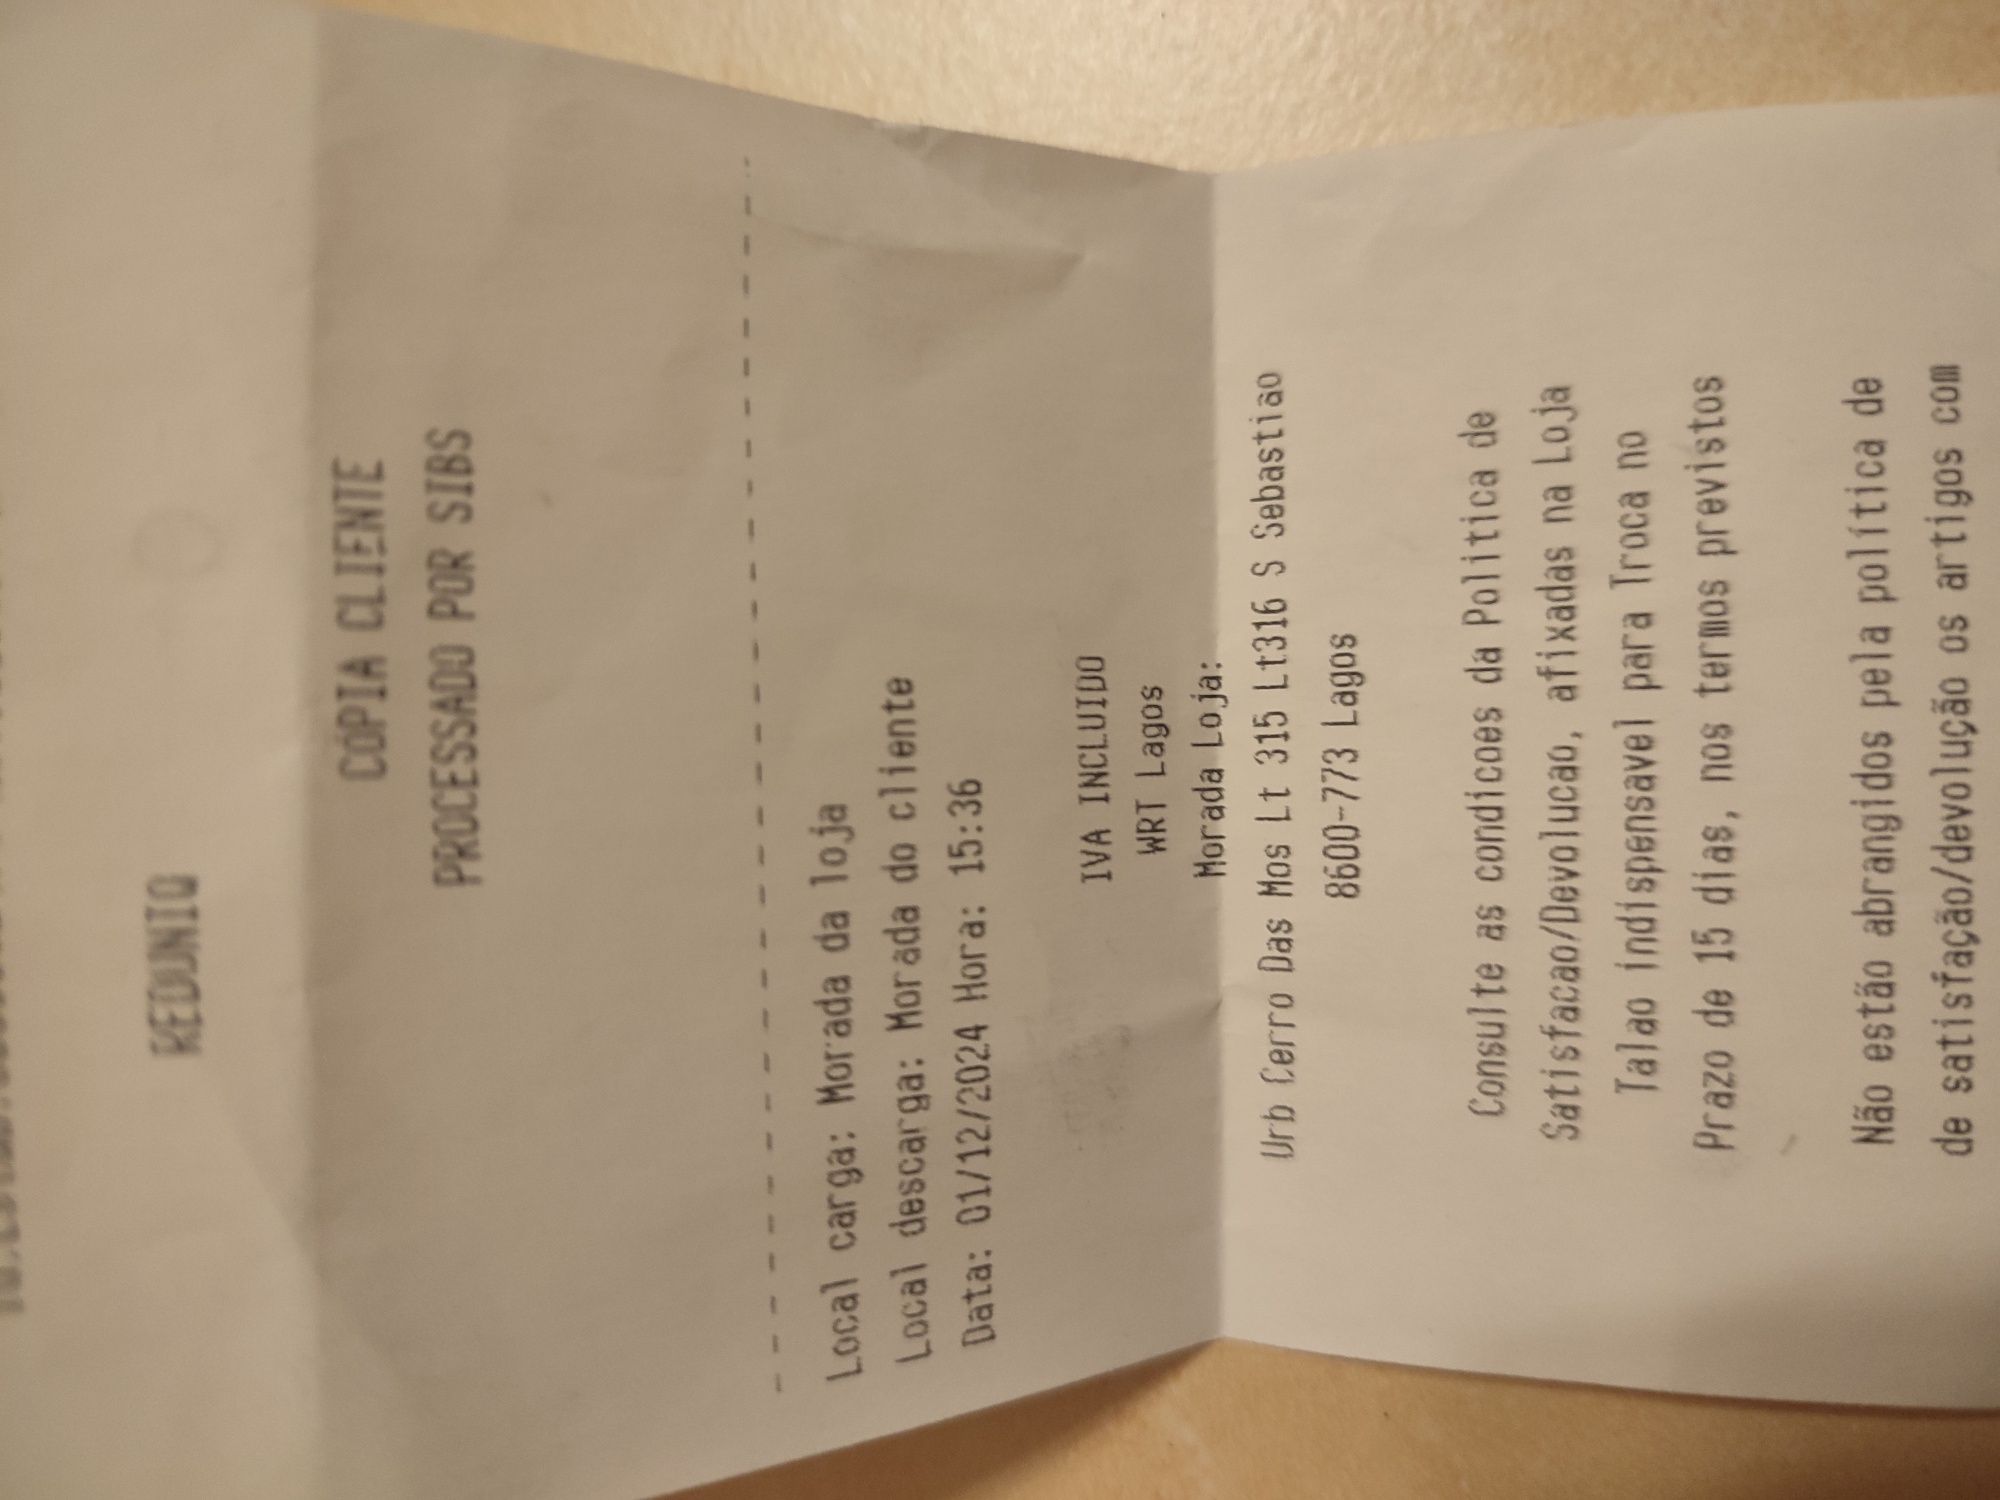 REDUNIQ
CÓPIA CLIENTE
PROCESSADO POR SIBS
Local carga: Morada da loja
Local descarga: Morada do cliente
Data: 01/12/2024 Hora: 15:36
IVA INCLUIDO
WRT Lagos
Morada Loja:
Urb Cerro Das Mos Lt 315 Lt316 S Sebastiao
8600-773 Lagos
Consulte as condicoes da Politica de
Satisfacao/Devolucao, afixadas na Loja
Talao indispensavel para Troca no
Prazo de 15 dias, nos termos previstos
Não estão abrangidos pela política de
de satisfação/devolução os artigos com